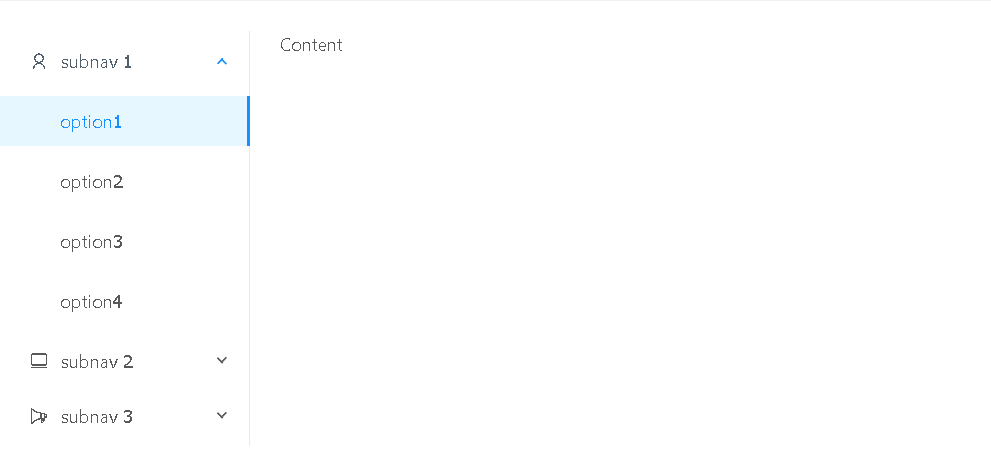 subnav 1
Content
option1
option2
option3
option4
subnav 2
subnav 3